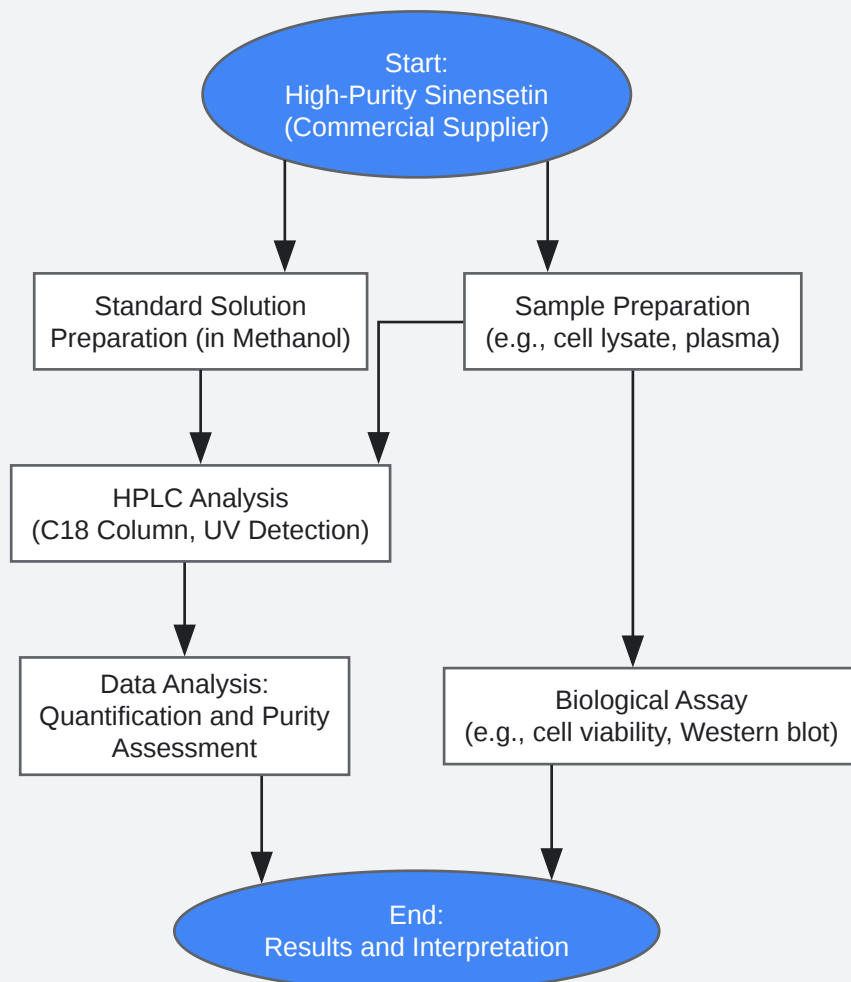 Start:
High-Purity Sinensetin
(Commercial Supplier)
Standard Solution
Preparation (in Methanol)
Sample Preparation
(e.g., cell lysate, plasma)
HPLC Analysis
(C18 Column, UV Detection)
Data Analysis:
Quantification and Purity
Assessment
Biological Assay
(e.g., cell viability, Western blot)
End:
Results and Interpretation